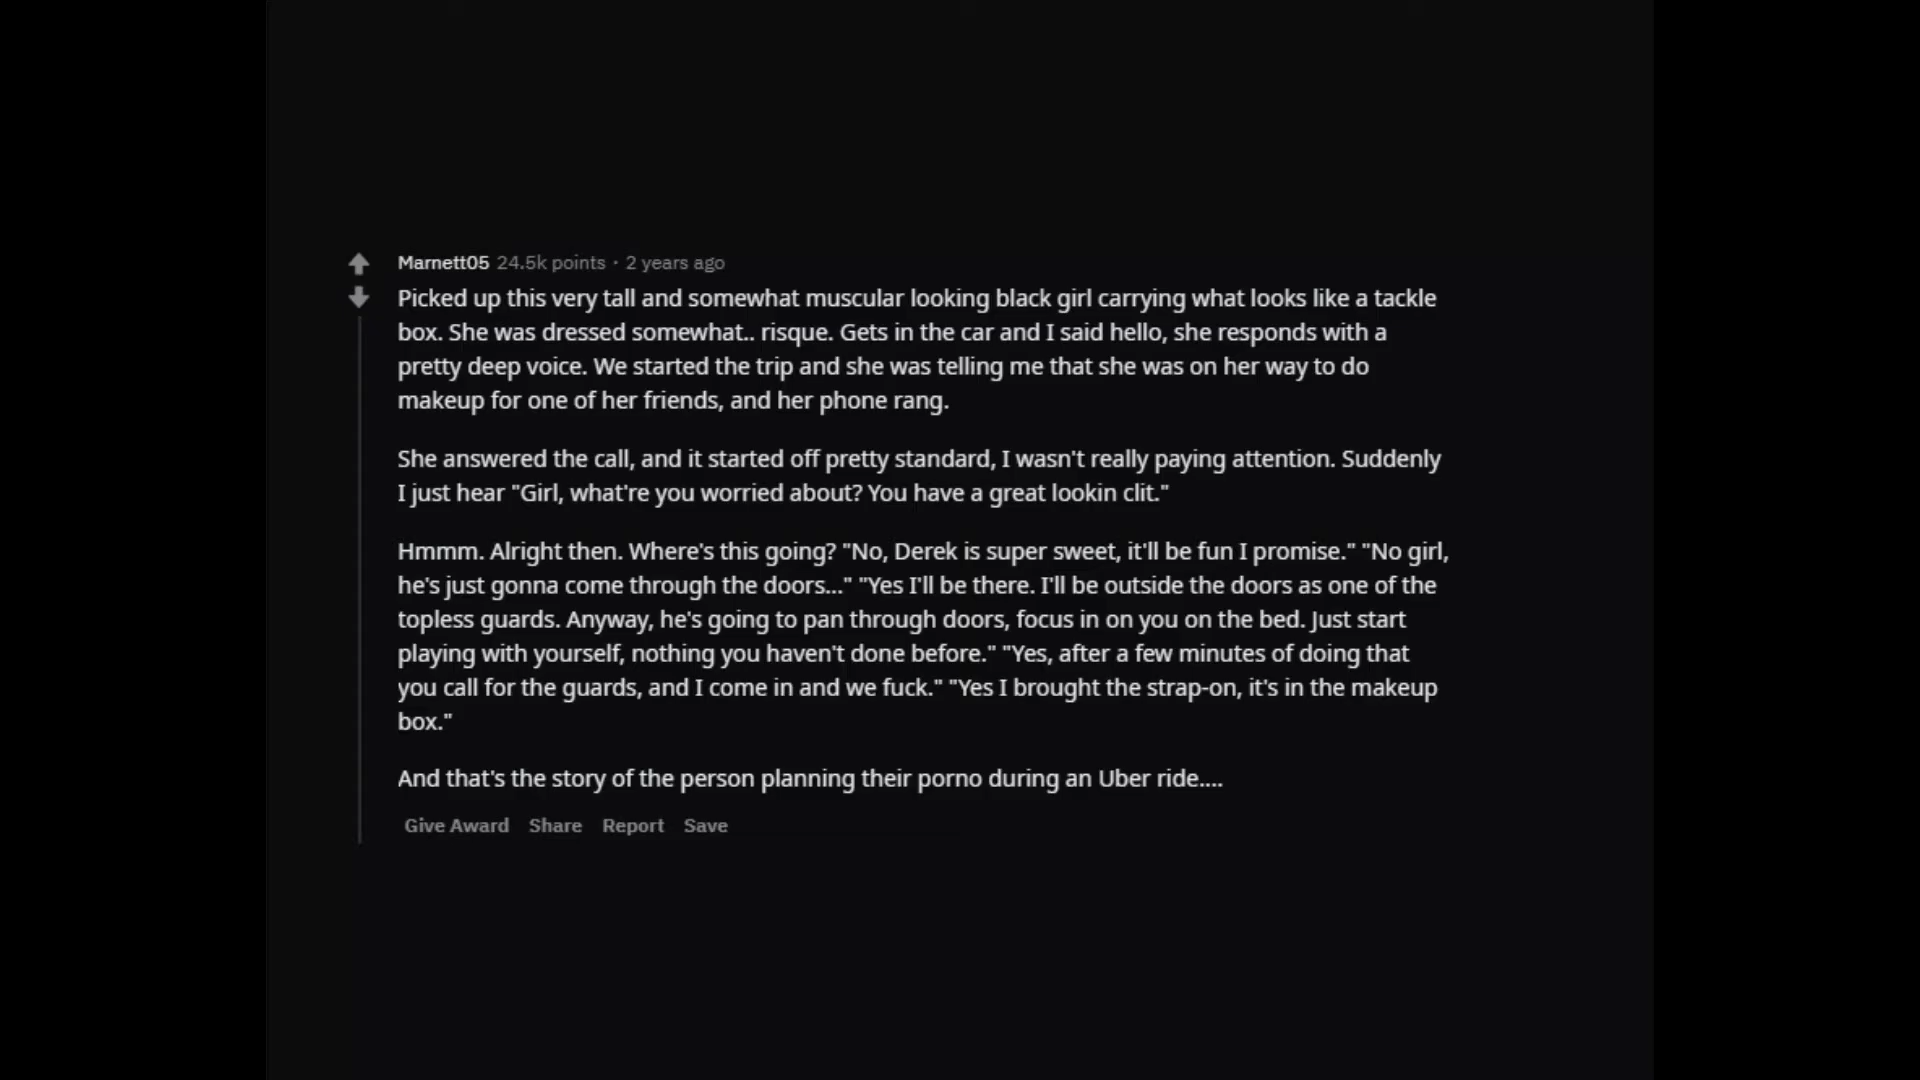 Marnett05 24.5k points · 2 years ago
Picked up this very tall and somewhat muscular looking black girl carrying what looks like a tackle
box. She was dressed somewhat.. risque. Gets in the car and I said hello, she responds with a
pretty deep voice. We started the trip and she was telling me that she was on her way to do
makeup for one of her friends, and her phone rang.
She answered the call, and it started off pretty standard, I wasn't really paying attention. Suddenly
I just hear "Girl, what're you worried about? You have a great lookin clit."
Hmmm. Alright then. Where's this going? "No, Derek is super sweet, it'll be fun I promise." "No girl,
he's just gonna come through the doors..." "Yes I'll be there. I'll be outside the doors as one of the
topless guards. Anyway, he's going to pan through doors, focus in on you on the bed. Just start
playing with yourself, nothing you haven't done before." "Yes, after a few minutes of doing that
you call for the guards, and I come in and we fuck." "Yes I brought the strap-on, it's in the makeup
box."
And that's the story of the person planning their porno during an Uber ride....
Give Award Share Report Save